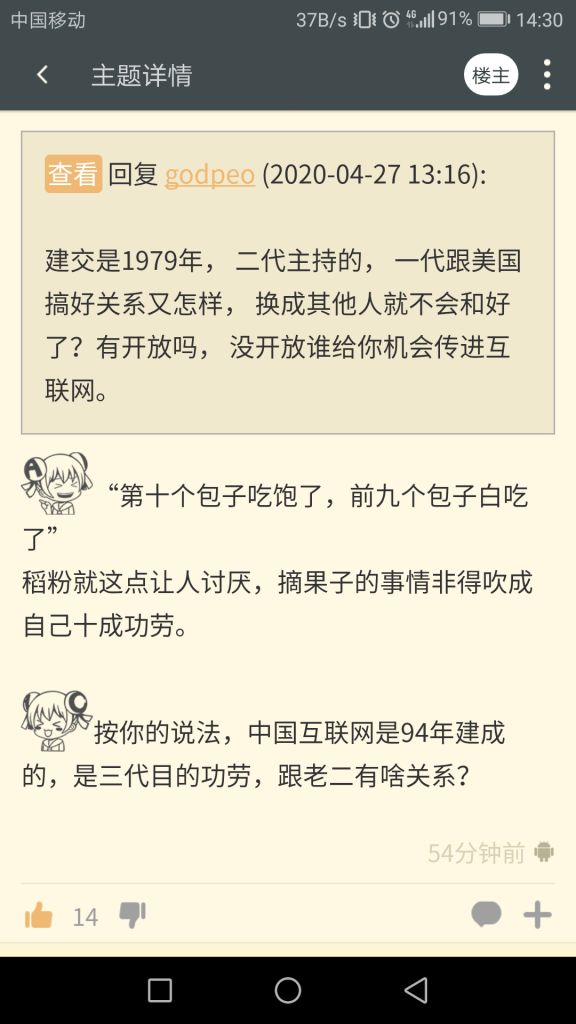 中国移动 37B/s 4G 91% 14:30
主题详情 楼主
查看 回复 godpeo (2020-04-27 13:16):
建交是1979年， 二代主持的， 一代跟美国
搞好关系又怎样， 换成其他人就不会和好
了？有开放吗， 没开放谁给你机会传进互
联网。
“第十个包子吃饱了，前九个包子白吃
了”
稻粉就这点让人讨厌，摘果子的事情非得吹成
自己十成功劳。
按你的说法，中国互联网是94年建成
的，是三代目的功劳，跟老二有啥关系？
54分钟前
14